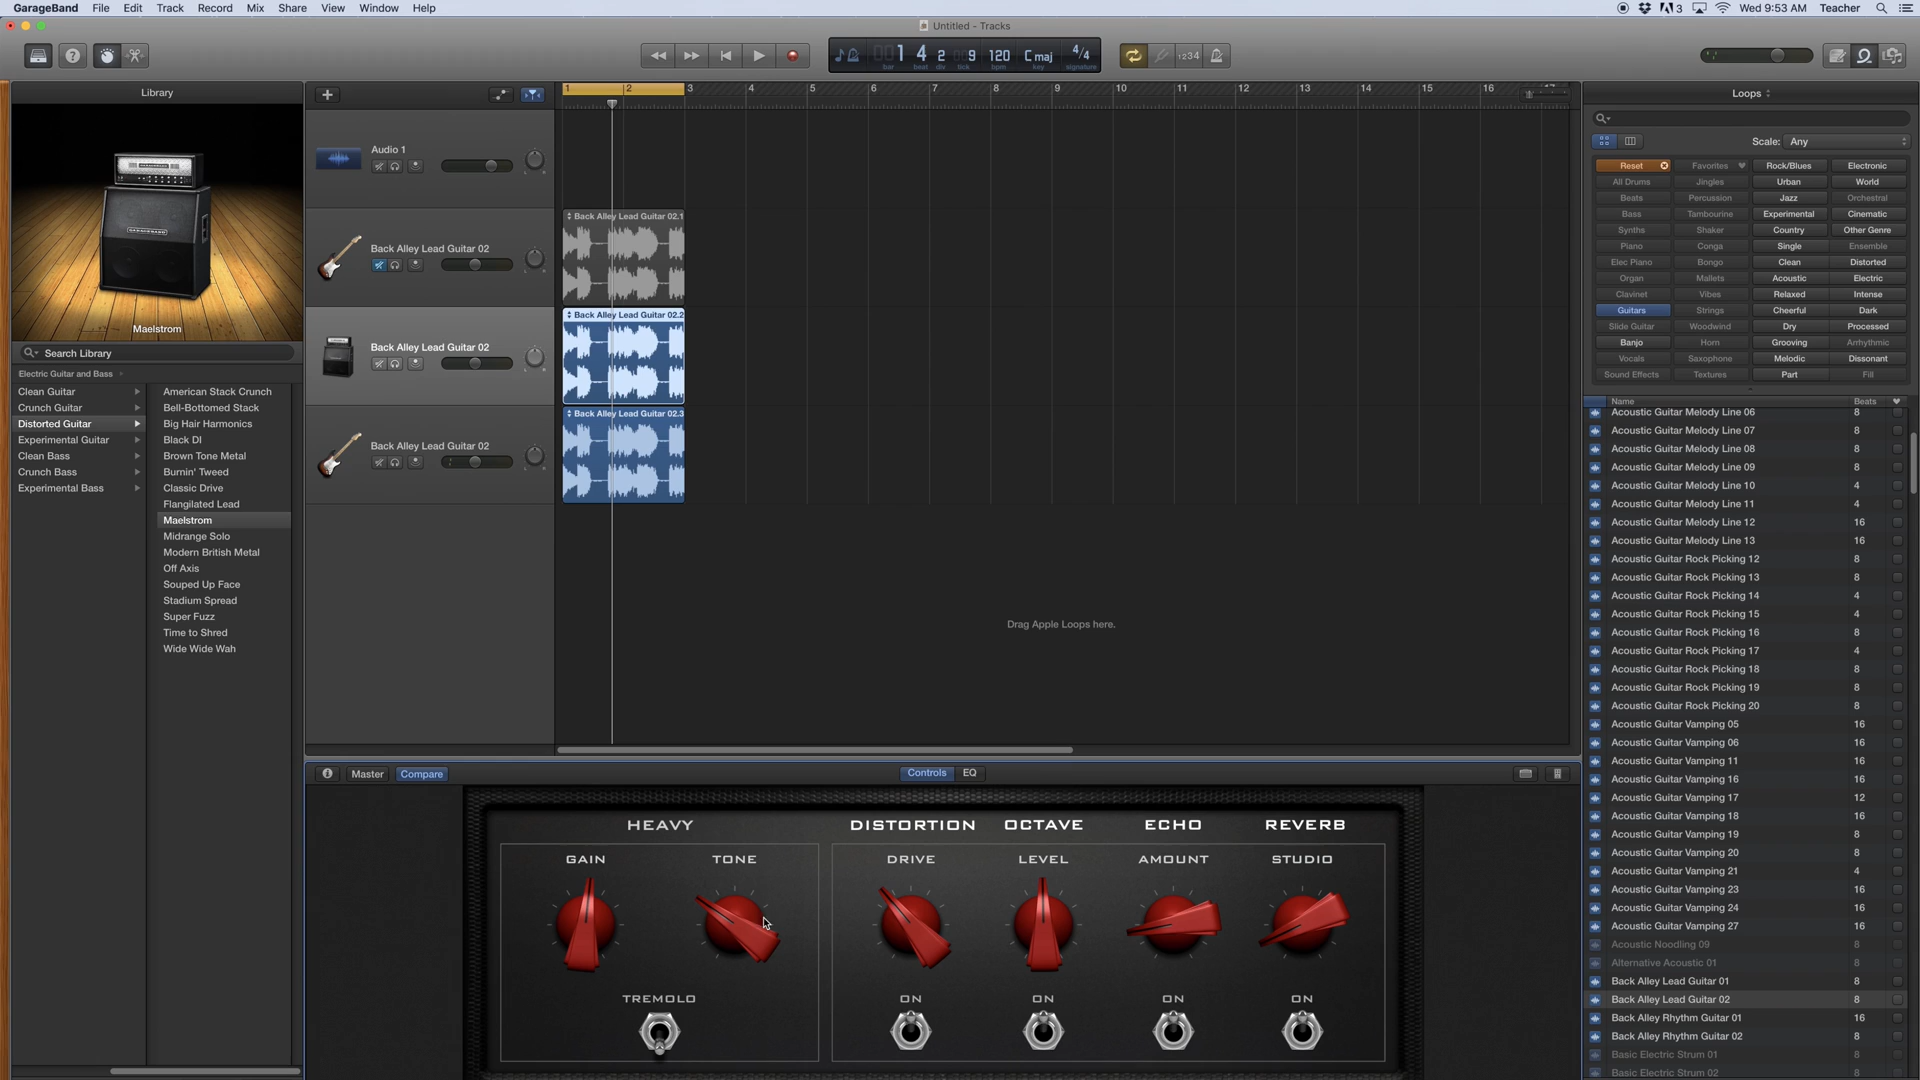 GarageBand File Edit Track Record Mix Share View Window Help
3 Wed 9:53 AM Teacher
Untitled - Tracks
1 4 2 9 120 C maj 4/4
bar beat div tick bpm key signature
1234
Library
Maelstrom
Search Library
Electric Guitar and Bass
Clean Guitar
Crunch Guitar
Distorted Guitar
Experimental Guitar
Clean Bass
Crunch Bass
Experimental Bass
American Stack Crunch
Bell-Bottomed Stack
Big Hair Harmonics
Black DI
Brown Tone Metal
Burnin' Tweed
Classic Drive
Flangilated Lead
Maelstrom
Midrange Solo
Modern British Metal
Off Axis
Souped Up Face
Stadium Spread
Super Fuzz
Time to Shred
Wide Wide Wah
1 2 3 4 5 6 7 8 9 10 11 12 13 14 15 16 17
Audio 1
Back Alley Lead Guitar 02
Back Alley Lead Guitar 02.1
Back Alley Lead Guitar 02
Back Alley Lead Guitar 02.2
Back Alley Lead Guitar 02
Back Alley Lead Guitar 02.3
Drag Apple Loops here.
Master Compare Controls EQ
HEAVY DISTORTION OCTAVE ECHO REVERB
GAIN TONE DRIVE LEVEL AMOUNT STUDIO
TREMOLO ON ON ON ON
Loops
Scale: Any
Reset Favorites Rock/Blues Electronic
All Drums Jingles Urban World
Beats Percussion Jazz Orchestral
Bass Tambourine Experimental Cinematic
Synths Shaker Country Other Genre
Piano Conga Single Ensemble
Elec Piano Bongo Clean Distorted
Organ Mallets Acoustic Electric
Clavinet Vibes Relaxed Intense
Guitars Strings Cheerful Dark
Slide Guitar Woodwind Dry Processed
Banjo Horn Grooving Arrhythmic
Vocals Saxophone Melodic Dissonant
Sound Effects Textures Part Fill
Name Beats
Acoustic Guitar Melody Line 06 8
Acoustic Guitar Melody Line 07 8
Acoustic Guitar Melody Line 08 8
Acoustic Guitar Melody Line 09 8
Acoustic Guitar Melody Line 10 4
Acoustic Guitar Melody Line 11 4
Acoustic Guitar Melody Line 12 16
Acoustic Guitar Melody Line 13 16
Acoustic Guitar Rock Picking 12 8
Acoustic Guitar Rock Picking 13 8
Acoustic Guitar Rock Picking 14 4
Acoustic Guitar Rock Picking 15 4
Acoustic Guitar Rock Picking 16 8
Acoustic Guitar Rock Picking 17 4
Acoustic Guitar Rock Picking 18 8
Acoustic Guitar Rock Picking 19 8
Acoustic Guitar Rock Picking 20 8
Acoustic Guitar Vamping 05 16
Acoustic Guitar Vamping 06 16
Acoustic Guitar Vamping 11 16
Acoustic Guitar Vamping 16 16
Acoustic Guitar Vamping 17 12
Acoustic Guitar Vamping 18 16
Acoustic Guitar Vamping 19 8
Acoustic Guitar Vamping 20 8
Acoustic Guitar Vamping 21 4
Acoustic Guitar Vamping 23 16
Acoustic Guitar Vamping 24 16
Acoustic Guitar Vamping 27 16
Acoustic Noodling 09 8
Alternative Acoustic 01 8
Back Alley Lead Guitar 01 8
Back Alley Lead Guitar 02 8
Back Alley Rhythm Guitar 01 16
Back Alley Rhythm Guitar 02 8
Basic Electric Strum 01 8
Basic Electric Strum 02 8